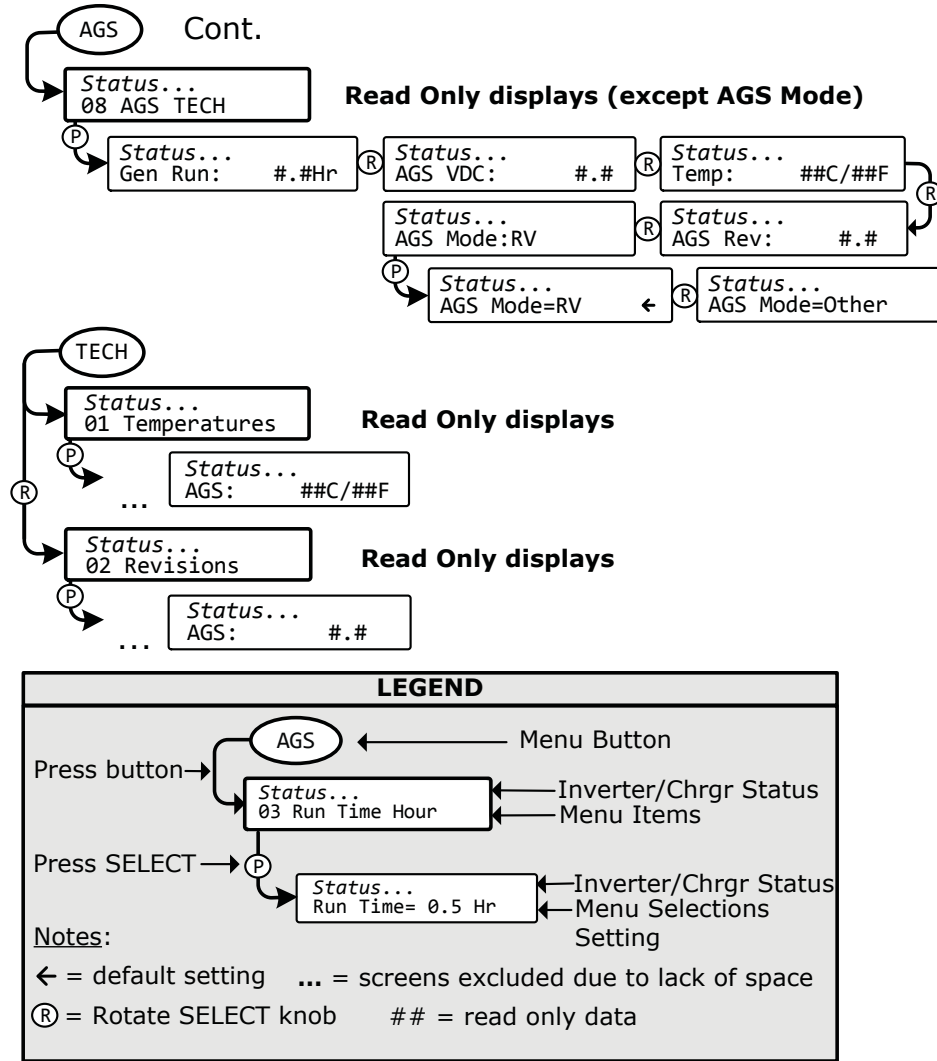 AGS Cont.
Status...
08 AGS TECH
Read Only displays (except AGS Mode)
P
Status...
Gen Run: #.#Hr
R
Status...
AGS VDC: #.#
R
Status...
Temp: ##C/##F
R
Status...
AGS Mode:RV
R
Status...
AGS Rev: #.#
P
Status...
AGS Mode=RV ←
R
Status...
AGS Mode=Other
TECH
Status...
01 Temperatures
Read Only displays
P
...
Status...
AGS: ##C/##F
R
Status...
02 Revisions
Read Only displays
P
...
Status...
AGS: #.#
LEGEND
AGS
Menu Button
Press button
Status...
03 Run Time Hour
Inverter/Chrgr Status
Menu Items
Press SELECT
P
Status...
Run Time= 0.5 Hr
Inverter/Chrgr Status
Menu Selections
Setting
Notes:
← = default setting ... = screens excluded due to lack of space
R = Rotate SELECT knob ## = read only data